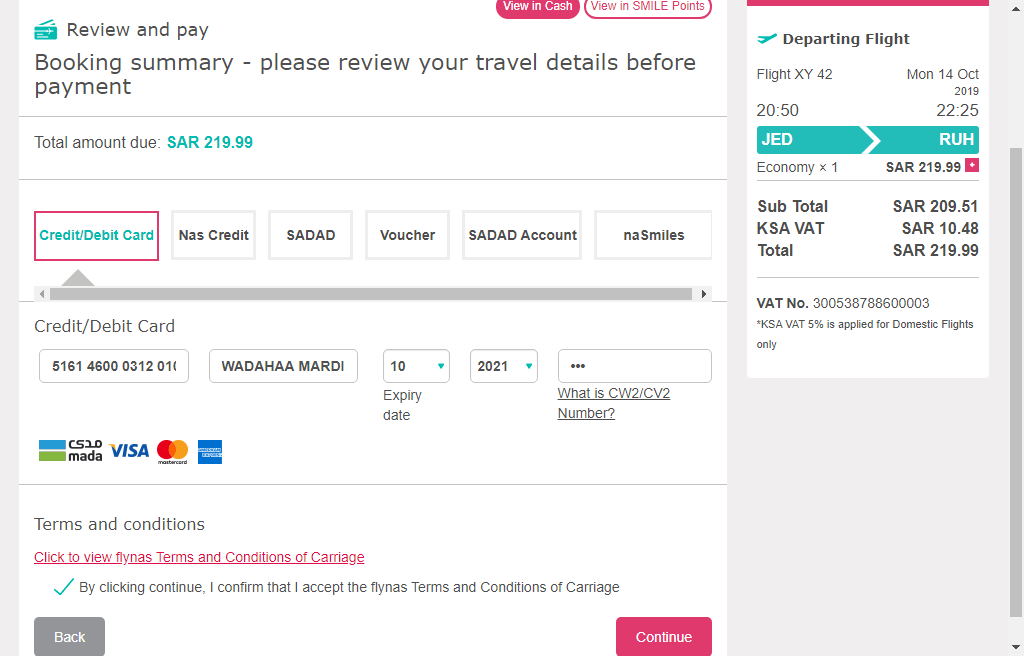 View in Cash
View in SMILE Points
Review and pay
Booking summary - please review your travel details before
payment
Total amount due: SAR 219.99
Credit/Debit Card
Nas Credit
SADAD
Voucher
SADAD Account
naSmiles
Credit/Debit Card
5161 4600 0312
WADAHAA MARDI
10
2021
•••
Expiry
date
What is CW2/CV2
Number?
مدى
mada
VISA
mastercard
AMERICAN
EXPRESS
Terms and conditions
Click to view flynas Terms and Conditions of Carriage
By clicking continue, I confirm that I accept the flynas Terms and Conditions of Carriage
Back
Continue
Departing Flight
Flight XY 42
Mon 14 Oct
2019
20:50
22:25
JED
RUH
Economy × 1
SAR 219.99 +
Sub Total SAR 209.51
KSA VAT SAR 10.48
Total SAR 219.99
VAT No. 300538788600003
*KSA VAT 5% is applied for Domestic Flights
only